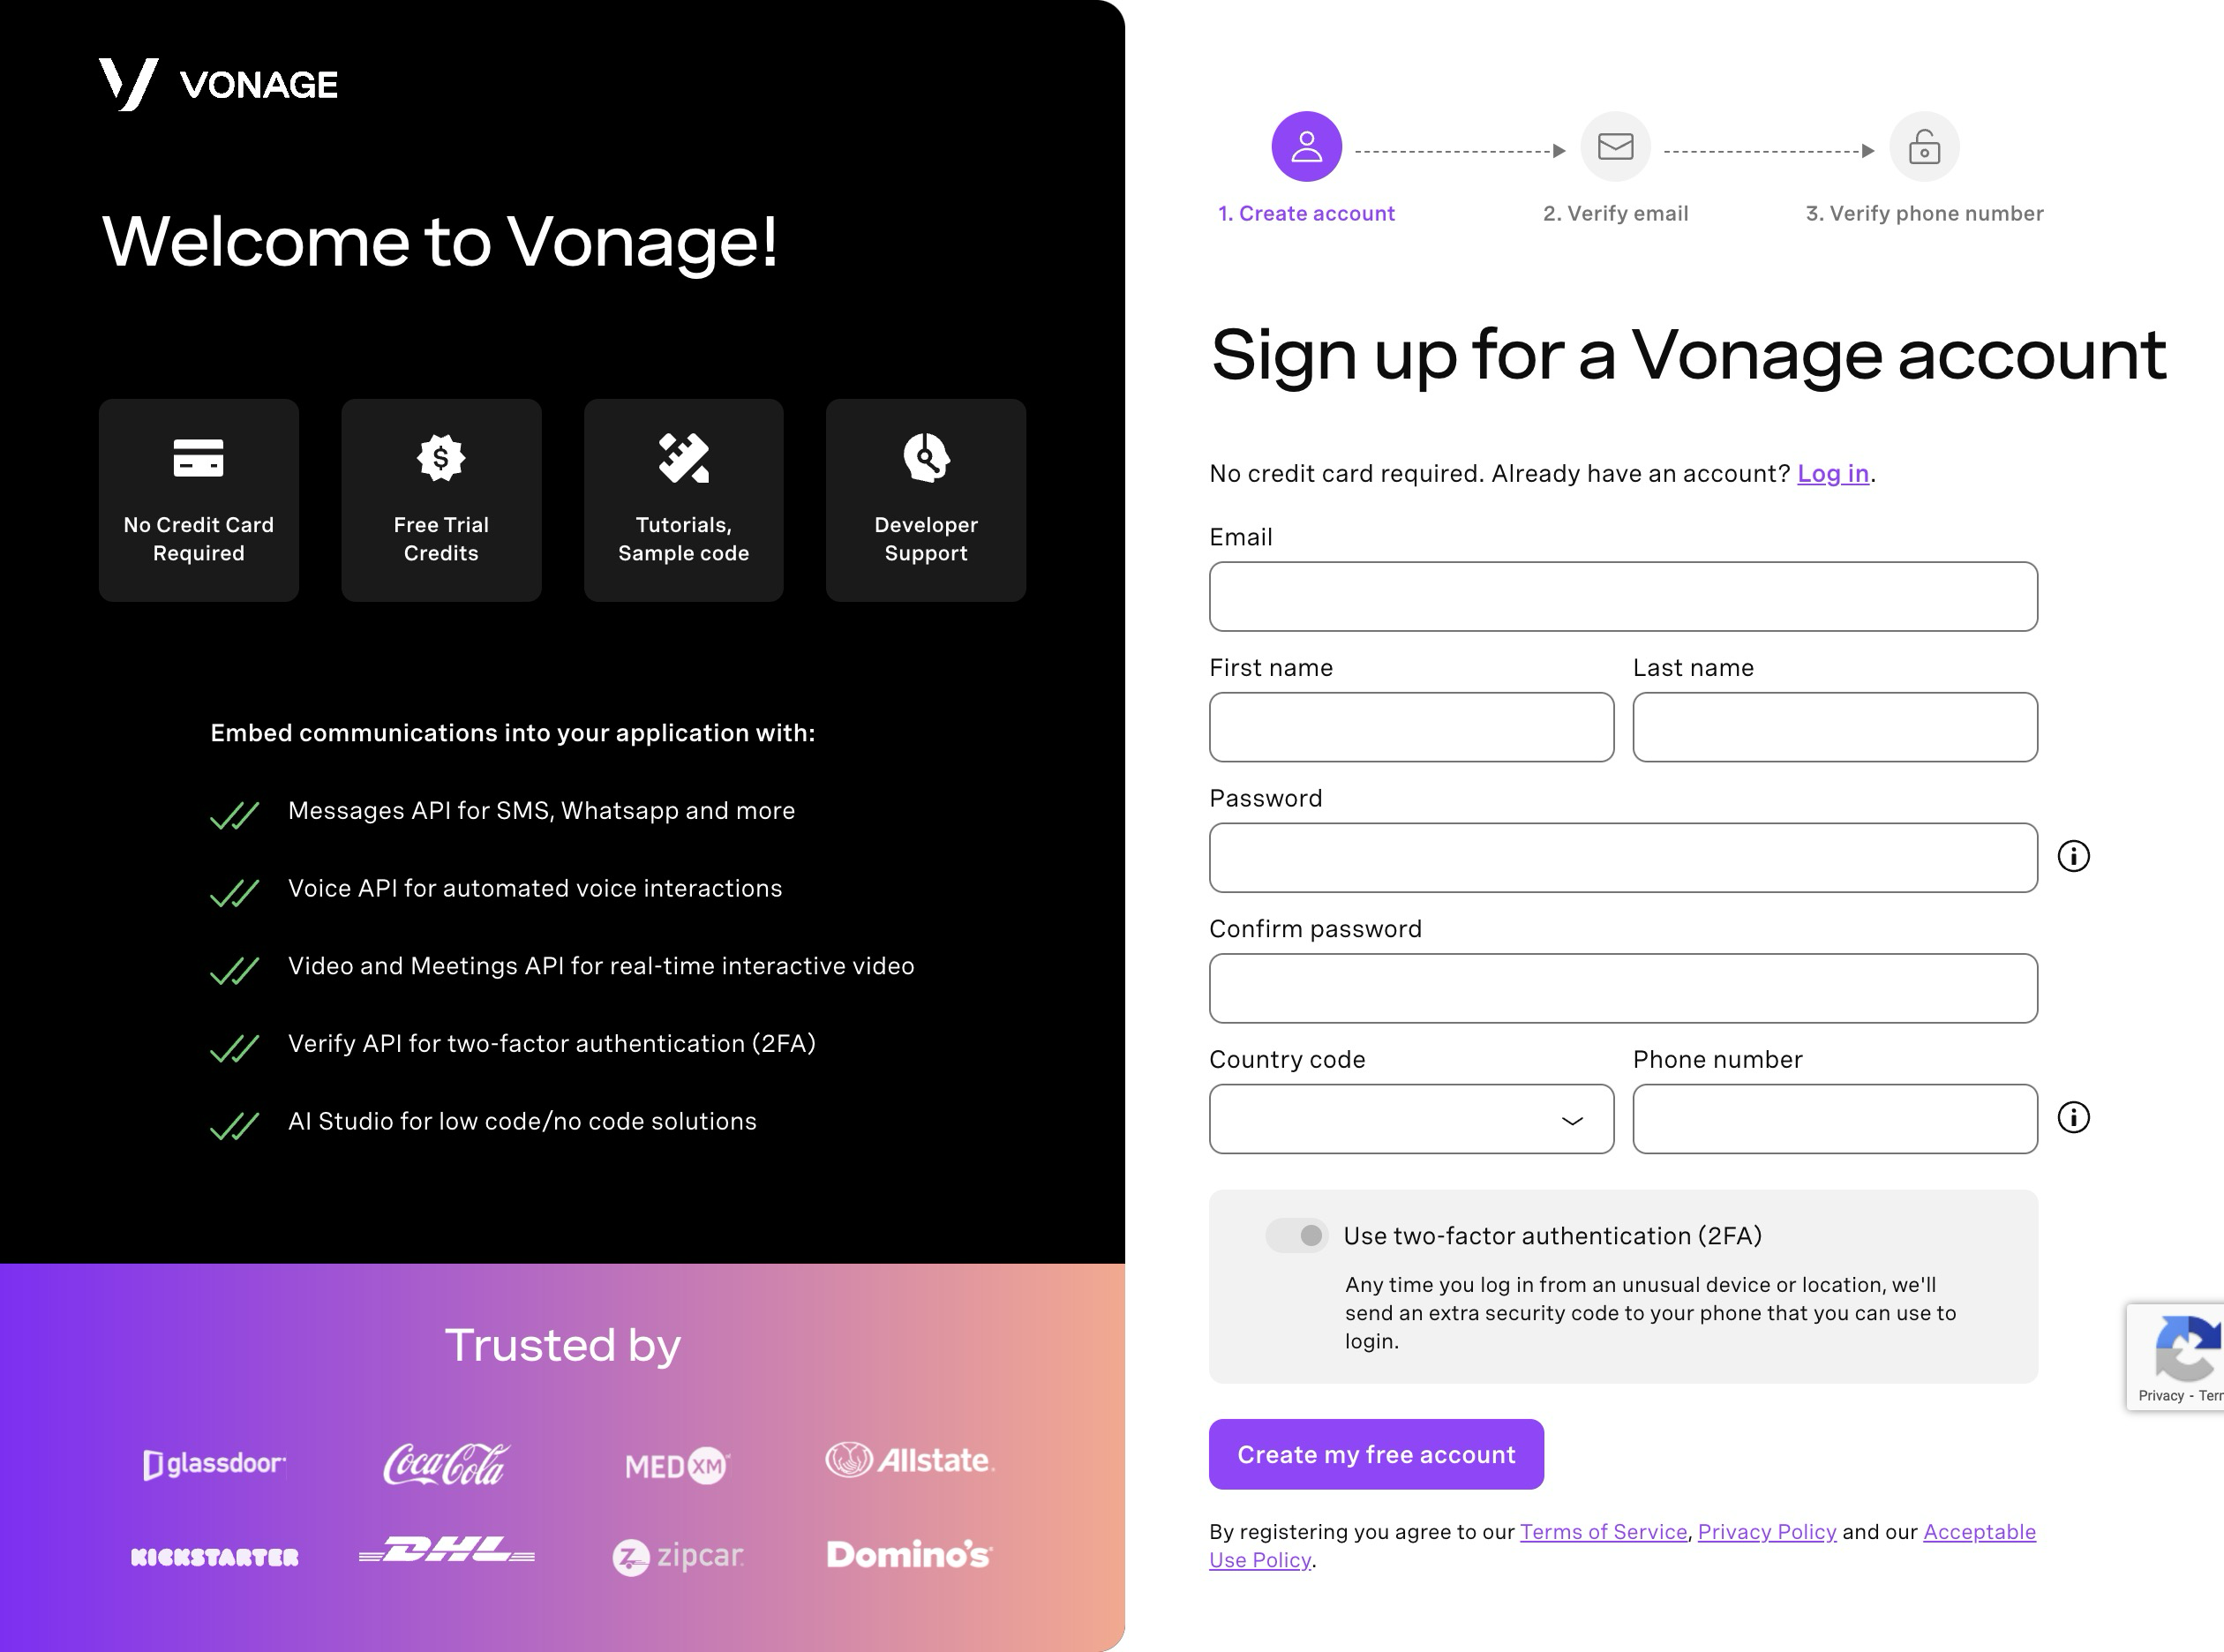 VONAGE
Welcome to Vonage!
No Credit Card
Required
Free Trial
Credits
Tutorials,
Sample code
Developer
Support
Embed communications into your application with:
Messages API for SMS, Whatsapp and more
Voice API for automated voice interactions
Video and Meetings API for real-time interactive video
Verify API for two-factor authentication (2FA)
AI Studio for low code/no code solutions
Trusted by
glassdoor
Coca-Cola
MED XM
Allstate.
KICKSTARTER
DHL
zipcar
Domino's
1. Create account
2. Verify email
3. Verify phone number
Sign up for a Vonage account
No credit card required. Already have an account? Log in.
Email
First name
Last name
Password
Confirm password
Country code
Phone number
Use two-factor authentication (2FA)
Any time you log in from an unusual device or location, we'll
send an extra security code to your phone that you can use to
login.
Create my free account
By registering you agree to our Terms of Service, Privacy Policy and our Acceptable
Use Policy.
Privacy -